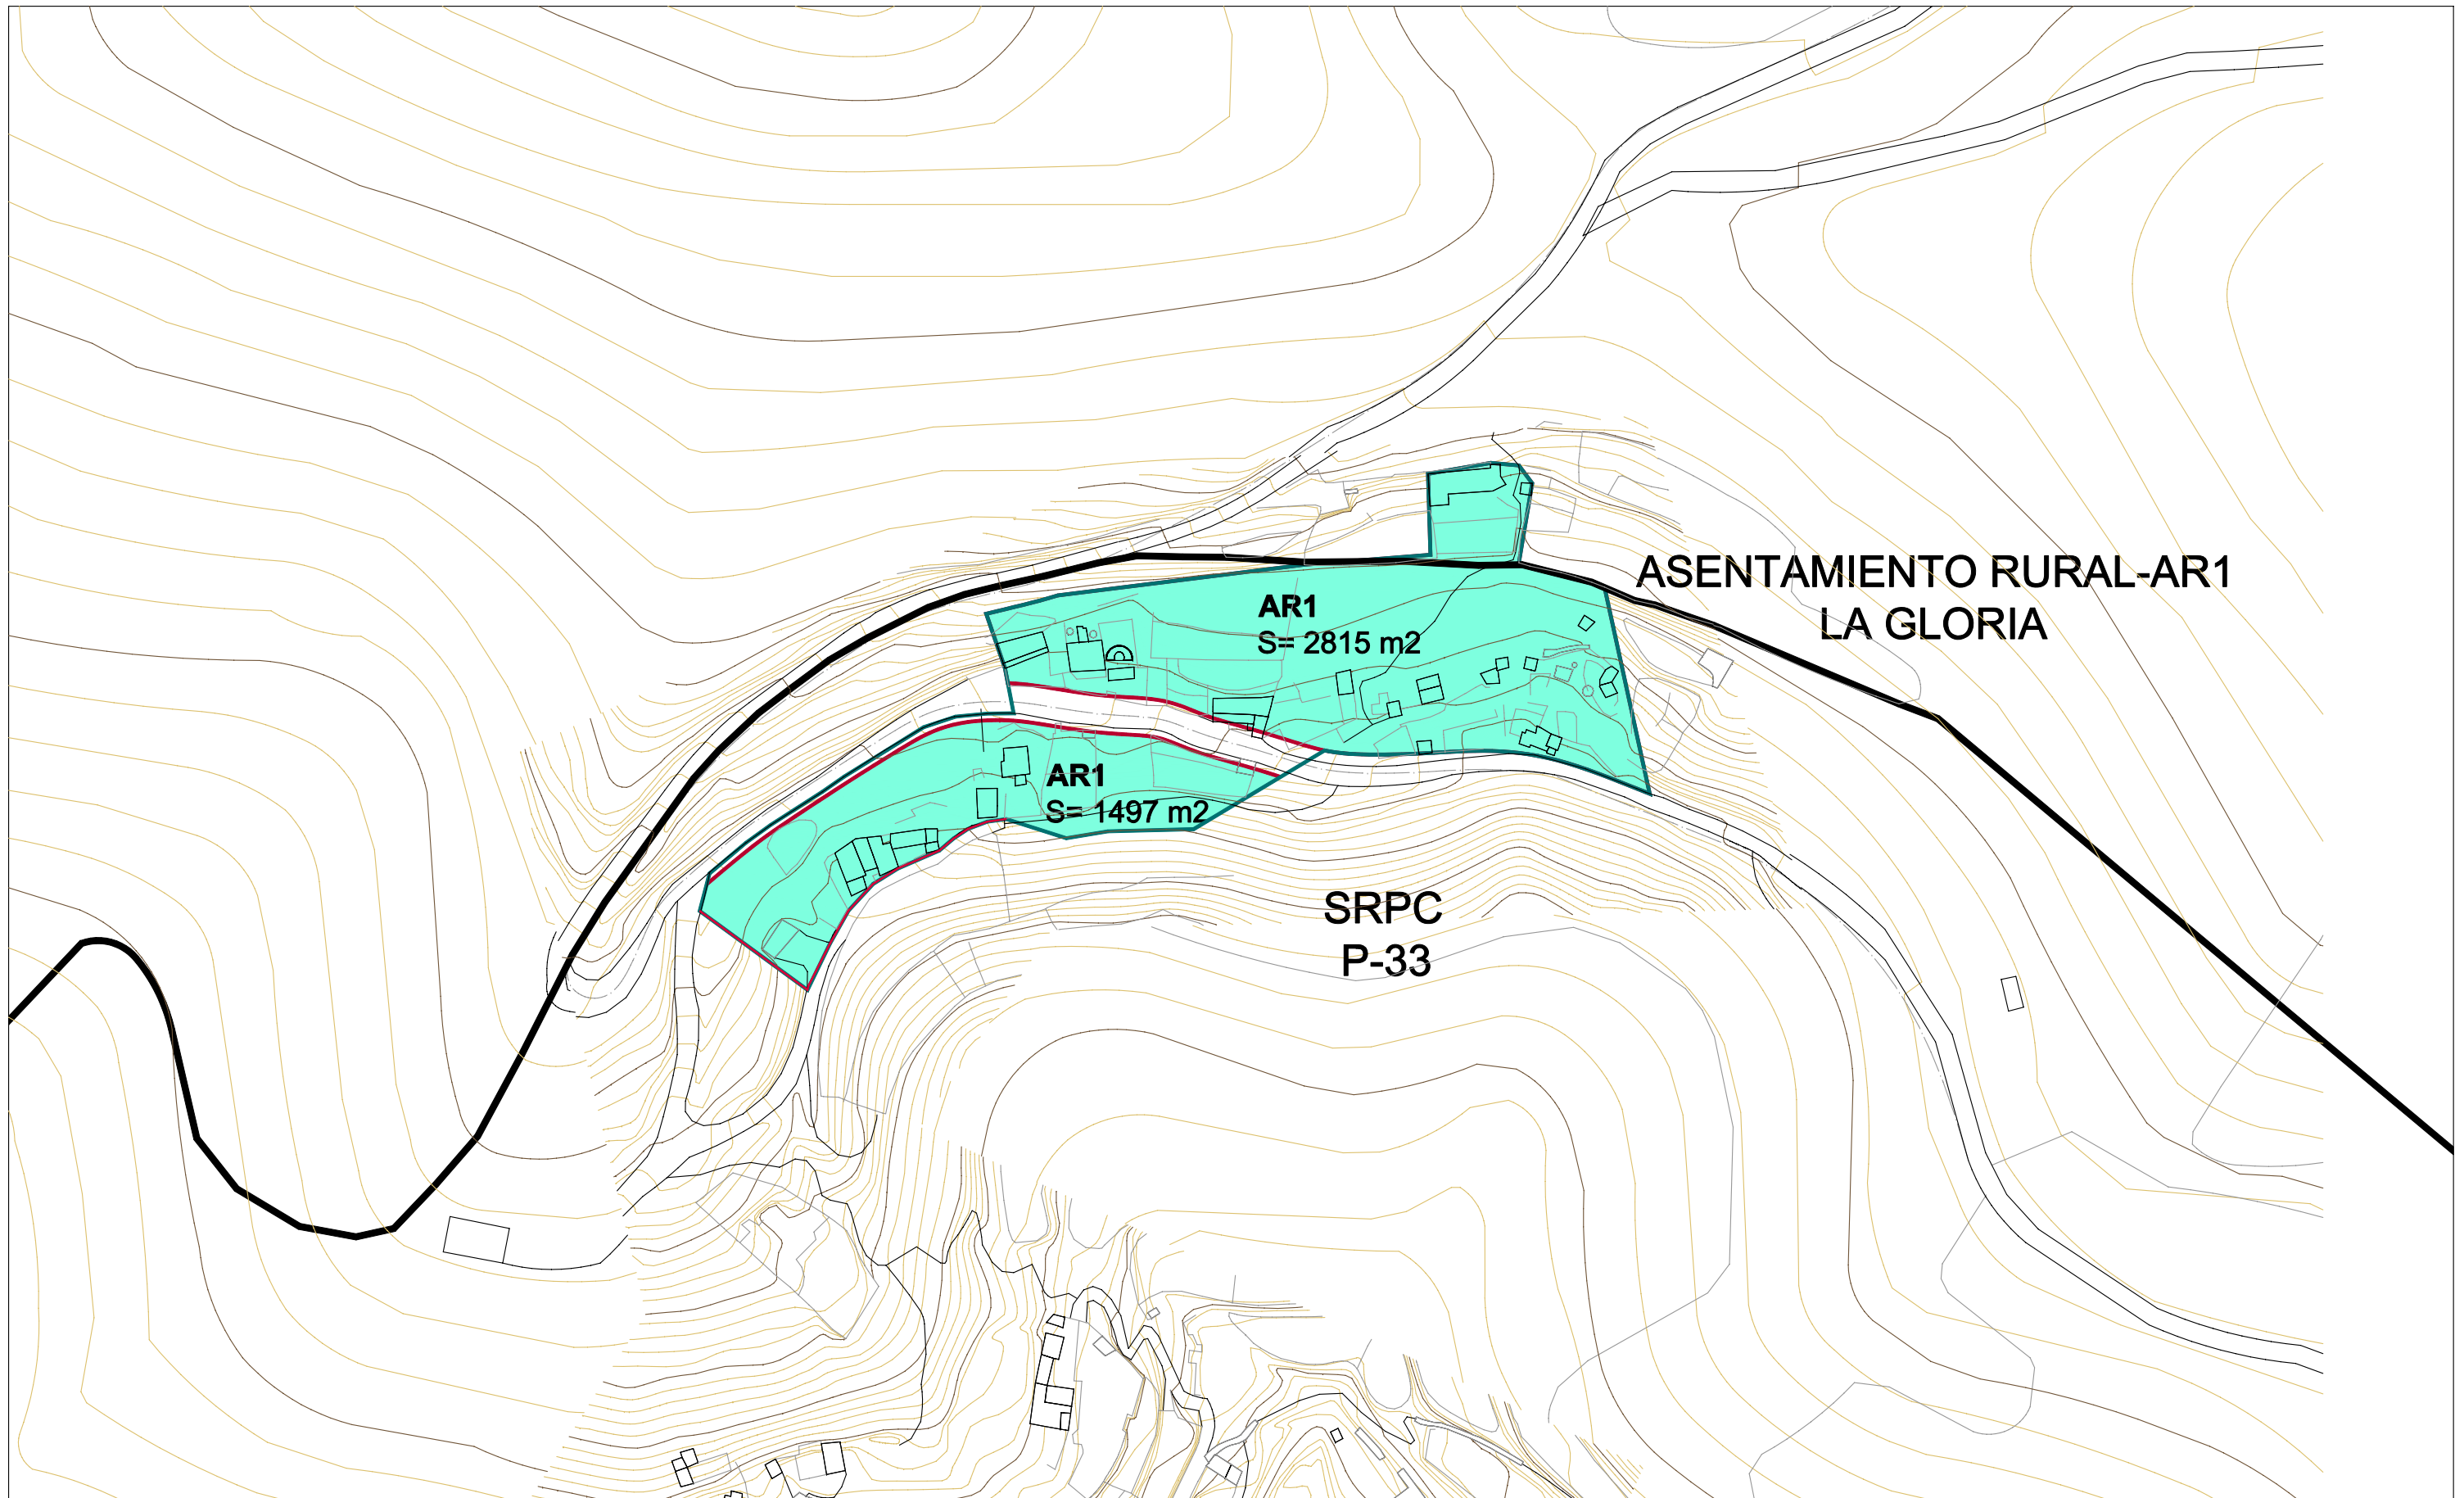 ASENTAMIENTO RURAL-AR1
LA GLORIA
AR1
S= 2815 m2
AR1
S= 1497 m2
SRPC
P-33